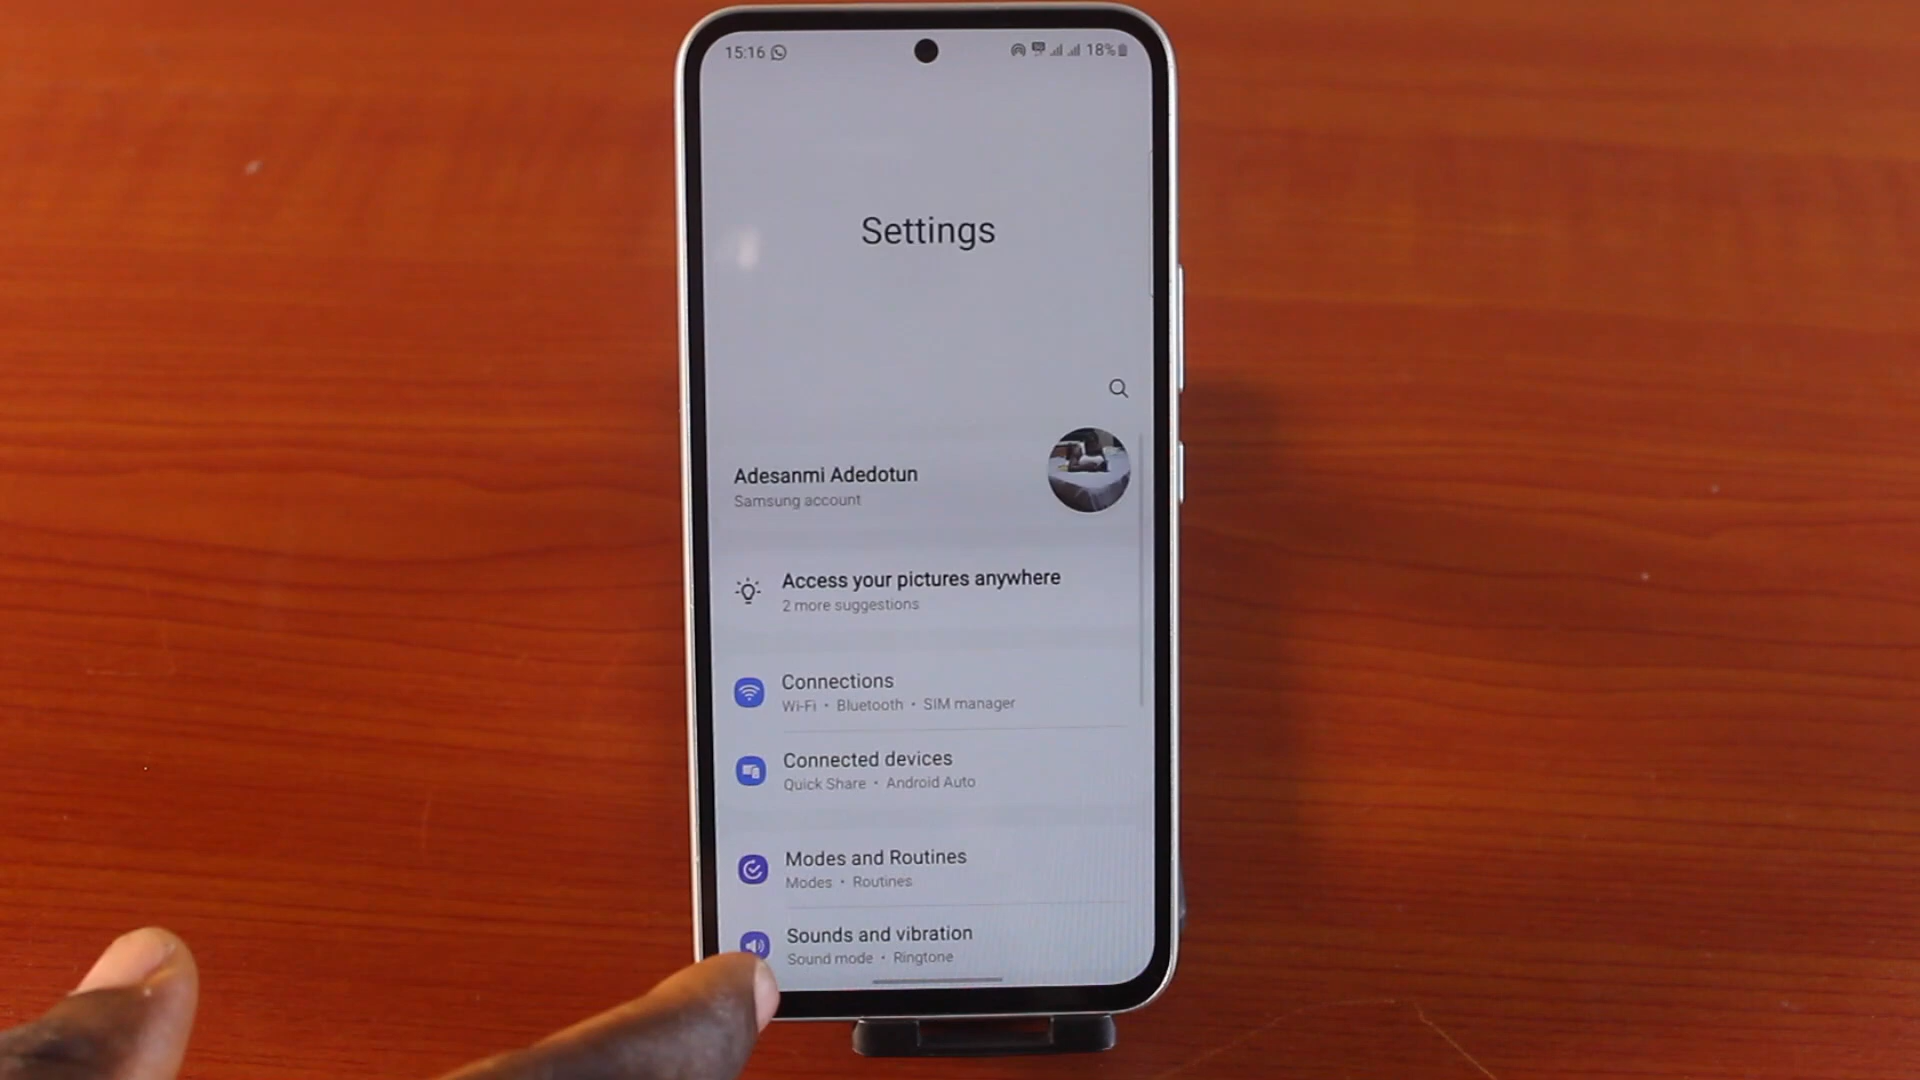 15:16
18%
Settings
Adesanmi Adedotun
Samsung account
Access your pictures anywhere
2 more suggestions
Connections
Wi-Fi • Bluetooth • SIM manager
Connected devices
Quick Share • Android Auto
Modes and Routines
Modes • Routines
Sounds and vibration
Sound mode • Ringtone